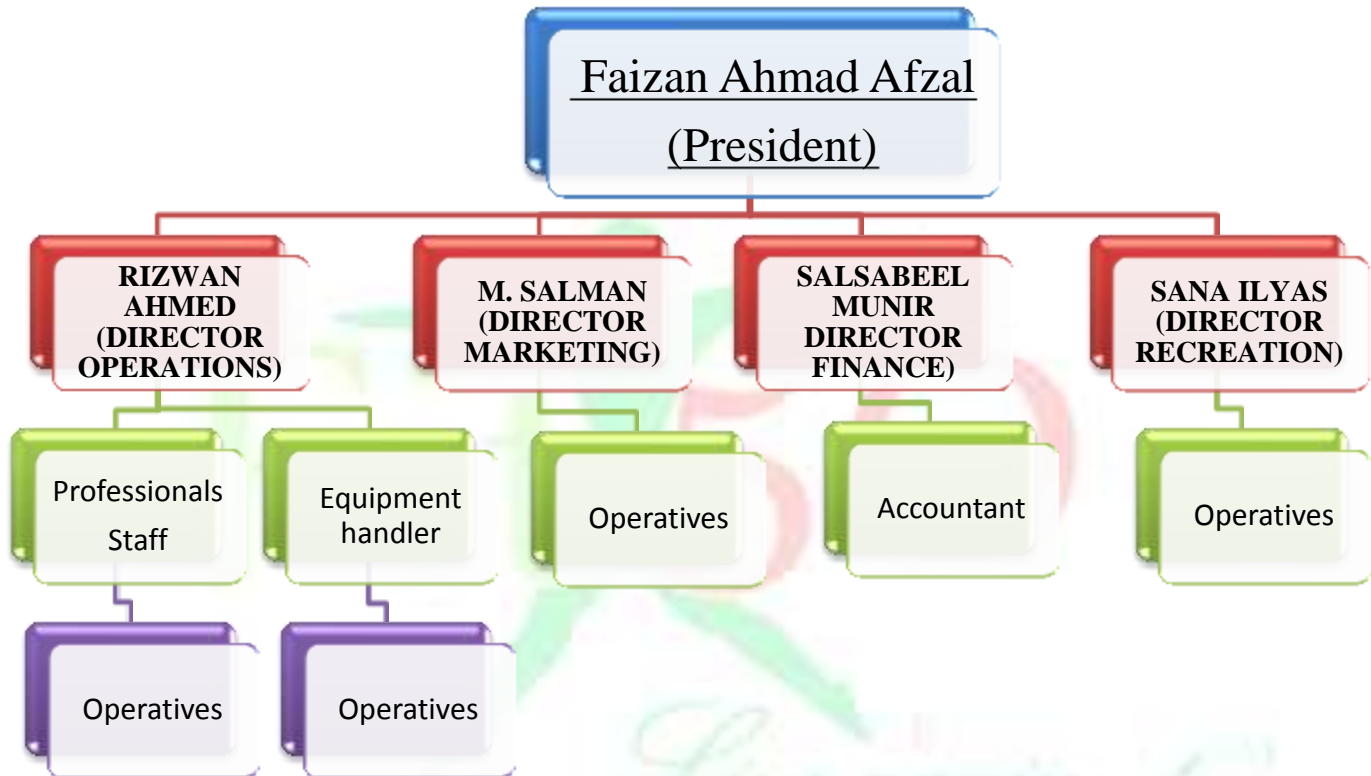 Faizan Ahmad Afzal
(President)
RIZWAN
AHMED
(DIRECTOR
OPERATIONS)
M. SALMAN
(DIRECTOR
MARKETING)
SALSABEEL
MUNIR
DIRECTOR
FINANCE)
SANA ILYAS
(DIRECTOR
RECREATION)
Professionals
Staff
Equipment
handler
Operatives
Accountant
Operatives
Operatives
Operatives